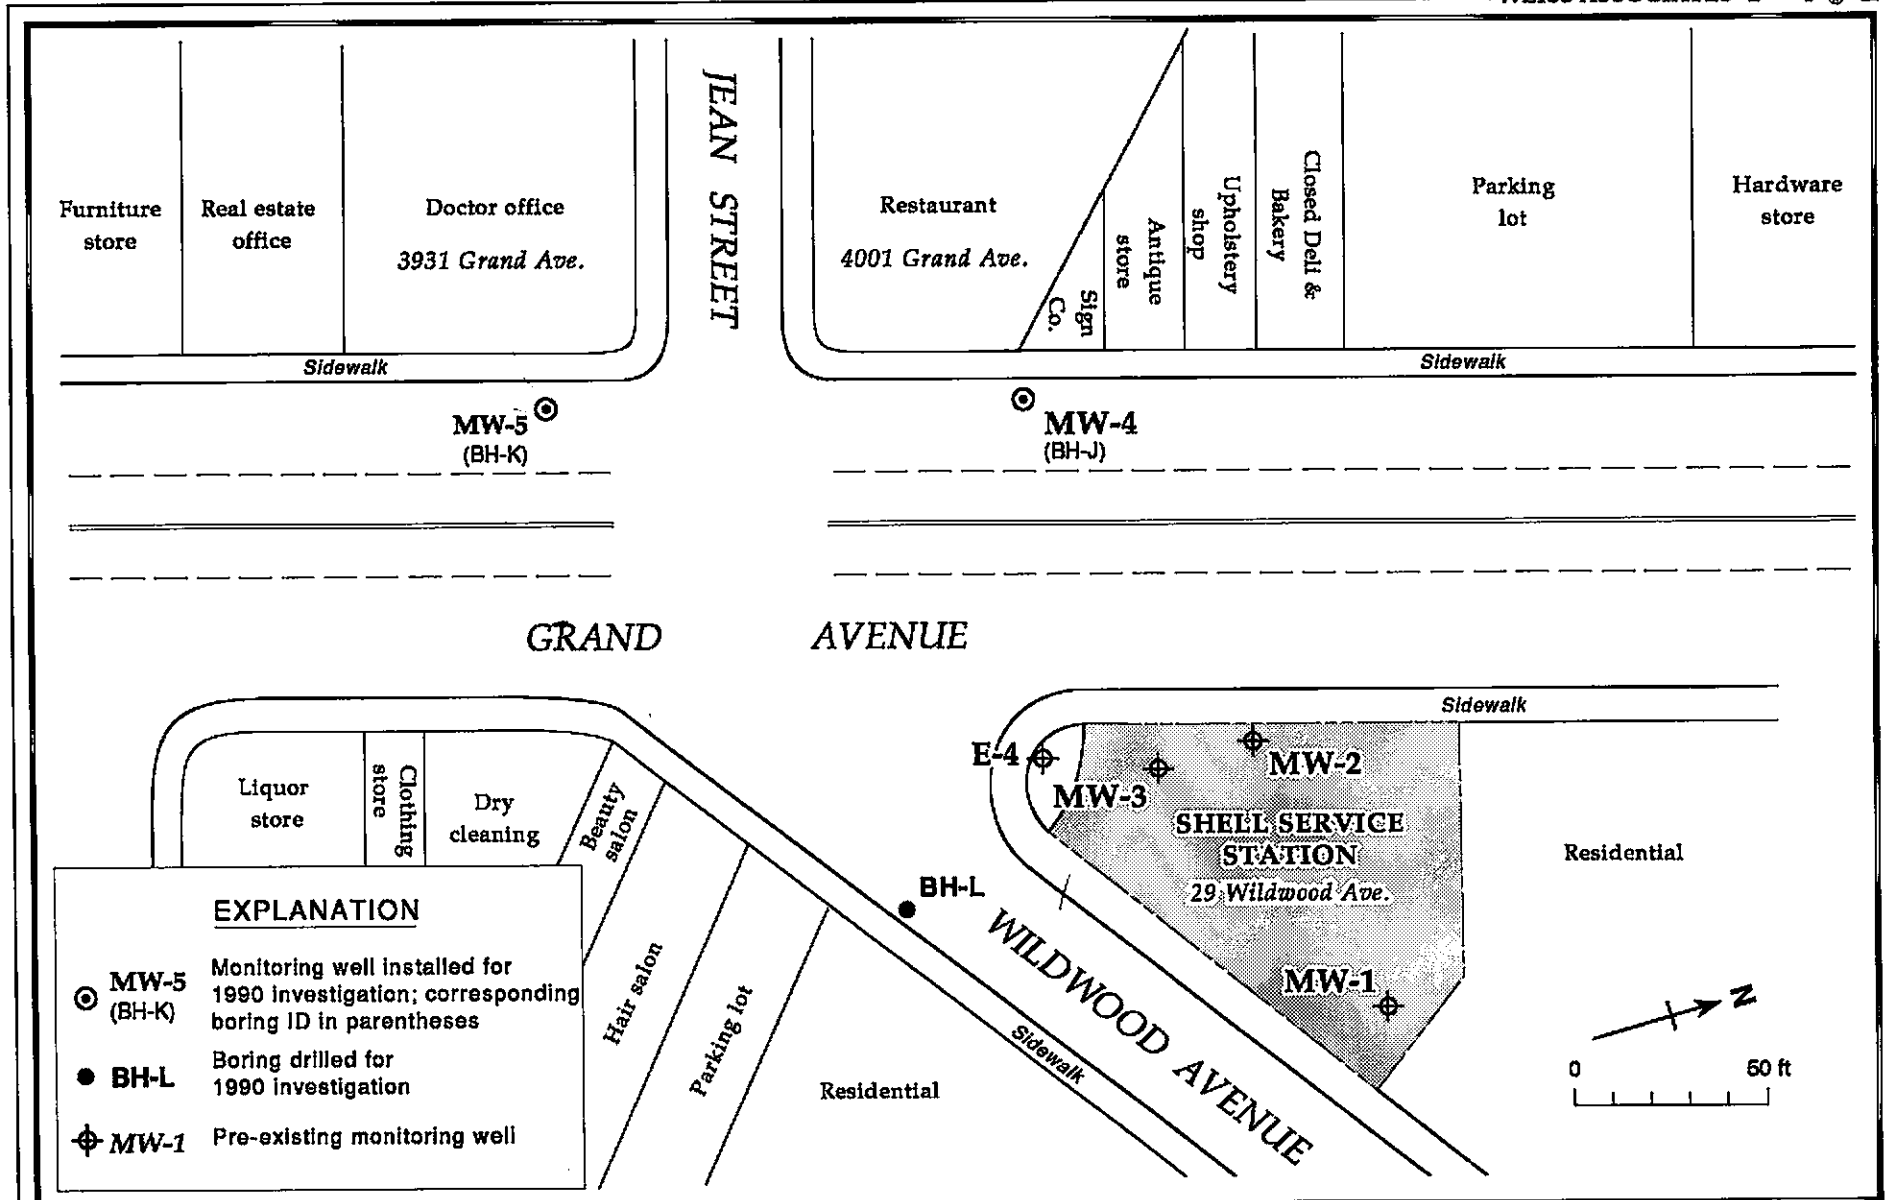 Furniture
store
Real estate
office
Doctor office
3931 Grand Ave.
JEAN STREET
Restaurant
4001 Grand Ave.
Sign
Co.
Antique
store
Upholstery
shop
Closed Deli &
Bakery
Parking
lot
Hardware
store
Sidewalk
Sidewalk
MW-5
(BH-K)
MW-4
(BH-J)
GRAND AVENUE
Sidewalk
E-4
MW-3
MW-2
SHELL SERVICE
STATION
29 Wildwood Ave.
MW-1
Residential
Liquor
store
Clothing
store
Dry
cleaning
Beauty
salon
Hair salon
Parking lot
Residential
BH-L
WILDWOOD AVENUE
Sidewalk
EXPLANATION
MW-5
(BH-K)
Monitoring well installed for
1990 investigation; corresponding
boring ID in parentheses
BH-L
Boring drilled for
1990 investigation
MW-1
Pre-existing monitoring well
N
0 50 ft